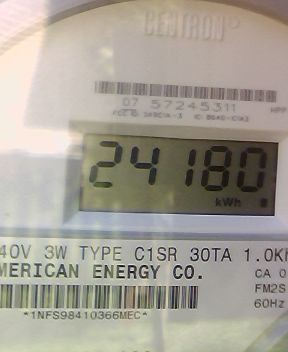 CENTRON
07 57245311
24180
kWh
40V 3W TYPE C1SR 30TA 1.0Kh
MERICAN ENERGY CO.
CA 0
FM2S
60Hz
*1NFS98410366MEC*